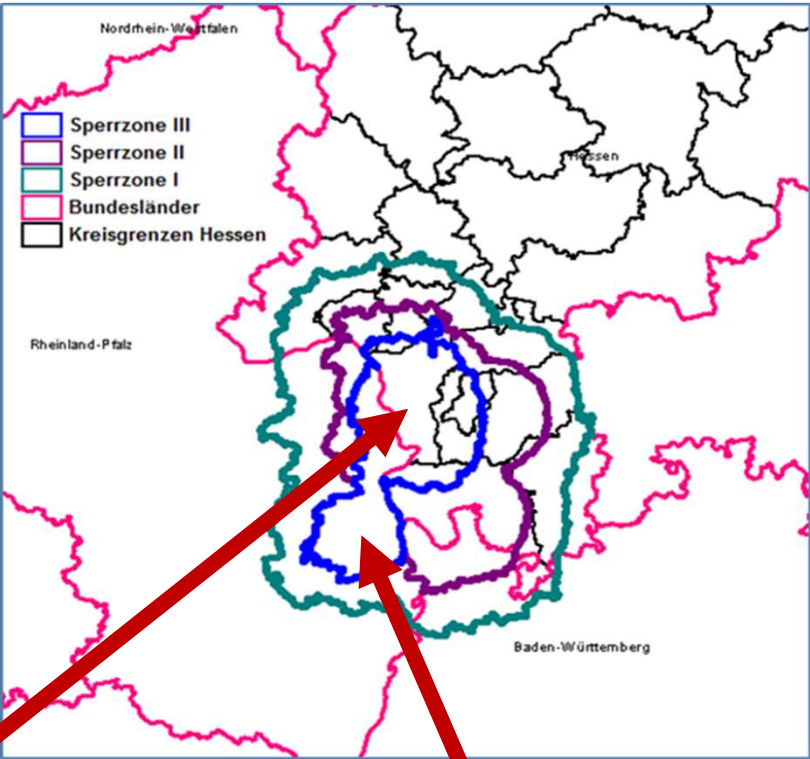 Nordrhein-Westfalen
Sperrzone III
Sperrzone II
Sperrzone I
Bundesländer
Kreisgrenzen Hessen
Hessen
Rheinland-Pfalz
Baden-Württemberg